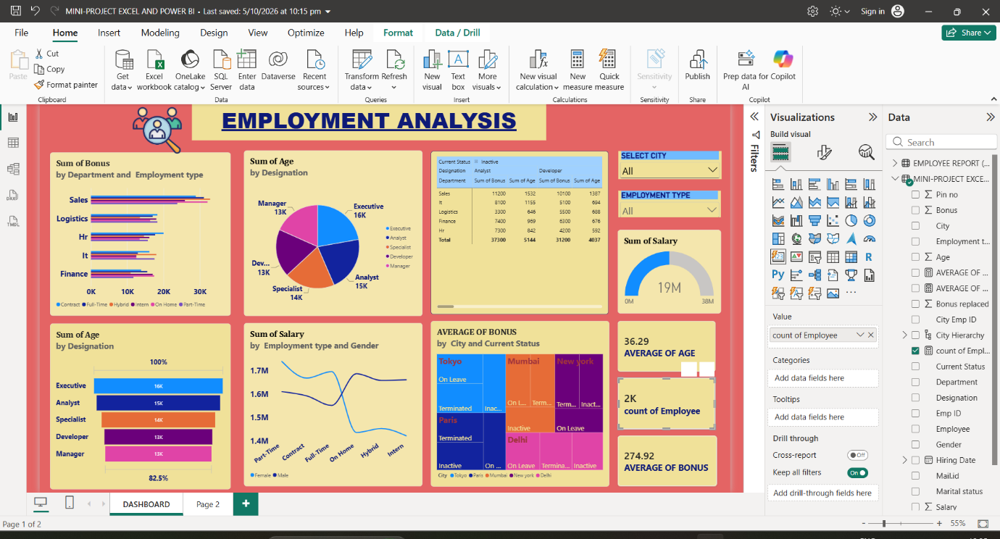 MINI-PROJECT EXCEL AND POWER BI • Last saved: 5/10/2026 at 10:15 pm
Sign in
File Home Insert Modeling Design View Optimize Help Format Data / Drill
Share
Paste
Cut
Copy
Format painter
Clipboard
Get data
Excel workbook
OneLake catalog
SQL Server
Enter data
Dataverse
Recent sources
Data
Transform data
Refresh
Queries
New visual
Text box
More visuals
Insert
New visual calculation
New measure
Quick measure
Calculations
Sensitivity
Sensitivity
Publish
Share
Prep data for AI
Copilot
Copilot
EMPLOYMENT ANALYSIS
Sum of Bonus
by Department and Employment type
Sales
Logistics
Hr
It
Finance
0K 10K 20K 30K
Contract Full-Time Hybrid Intern On Home Part-Time
Sum of Age
by Designation
Manager
13K
Executive
16K
Dev...
13K
Specialist
14K
Analyst
15K
Executive
Analyst
Specialist
Developer
Manager
Current Status Inactive
Designation Analyst Developer
Department Sum of Bonus Sum of Age Sum of Bonus Sum of Age
Sales 11200 1532 10100 1387
It 8100 1155 5100 694
Logistics 3300 646 5500 688
Finance 7400 969 6300 676
Hr 7300 842 4200 592
Total 37300 5144 31200 4037
SELECT CITY
All
EMPLOYMENT TYPE
All
Sum of Salary
19M
0M 38M
Sum of Age
by Designation
100%
Executive 16K
Analyst 15K
Specialist 14K
Developer 13K
Manager 13K
82.5%
Sum of Salary
by Employment type and Gender
1.7M
1.6M
1.5M
1.4M
Part-Time Contract Full-Time On Home Hybrid Intern
Female Male
AVERAGE OF BONUS
by City and Current Status
Tokyo
On Leave
Terminated
Inac...
Paris
Terminated
Inactive
On ...
Mumbai
On L...
Term...
Inactive
New york
Term...
Inact...
On Leave
Delhi
On Leave
Termina...
Inactive
City Tokyo Paris Mumbai New york Delhi
36.29
AVERAGE OF AGE
2K
count of Employee
274.92
AVERAGE OF BONUS
Filters
Visualizations
Build visual
Value
count of Employee
Categories
Add data fields here
Tooltips
Add data fields here
Drill through
Cross-report
Off
Keep all filters
On
Add drill-through fields here
Data
Search
EMPLOYEE REPORT (...
MINI-PROJECT EXCE...
Pin no
Bonus
City
Employment t...
Age
AVERAGE OF ...
AVERAGE OF ...
Bonus replaced
City Emp ID
City Hierarchy
count of Empl...
Current Status
Department
Designation
Emp ID
Employee
Gender
Hiring Date
Mail.id
Marital status
Salary
DAX
TMDL
DASHBOARD
Page 2
Page 1 of 2
55%